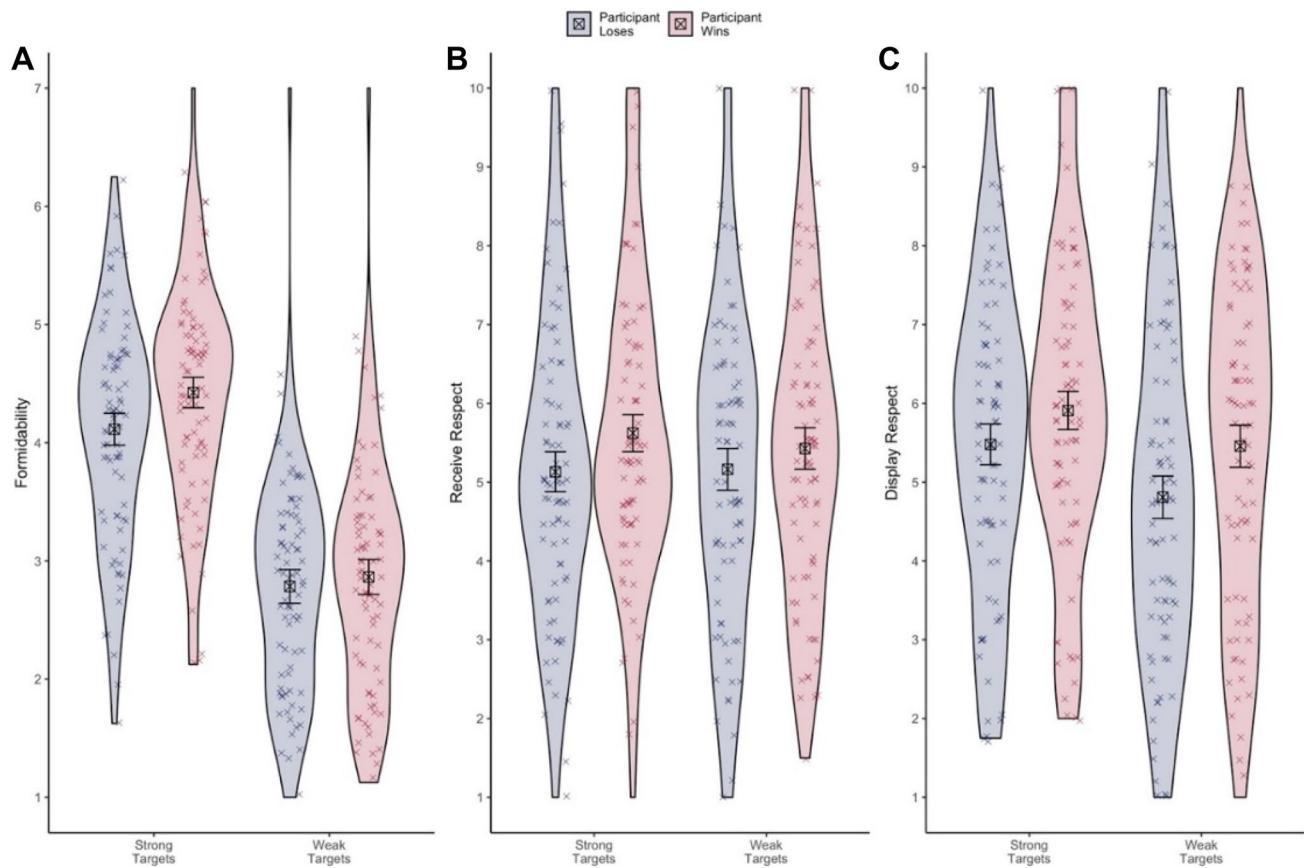 Participant
Loses
Participant
Wins
A
Formidability
7
6
5
4
3
2
1
Strong
Targets
Weak
Targets
B
Receive Respect
10
9
8
7
6
5
4
3
2
1
Strong
Targets
Weak
Targets
C
Display Respect
10
9
8
7
6
5
4
3
2
1
Strong
Targets
Weak
Targets